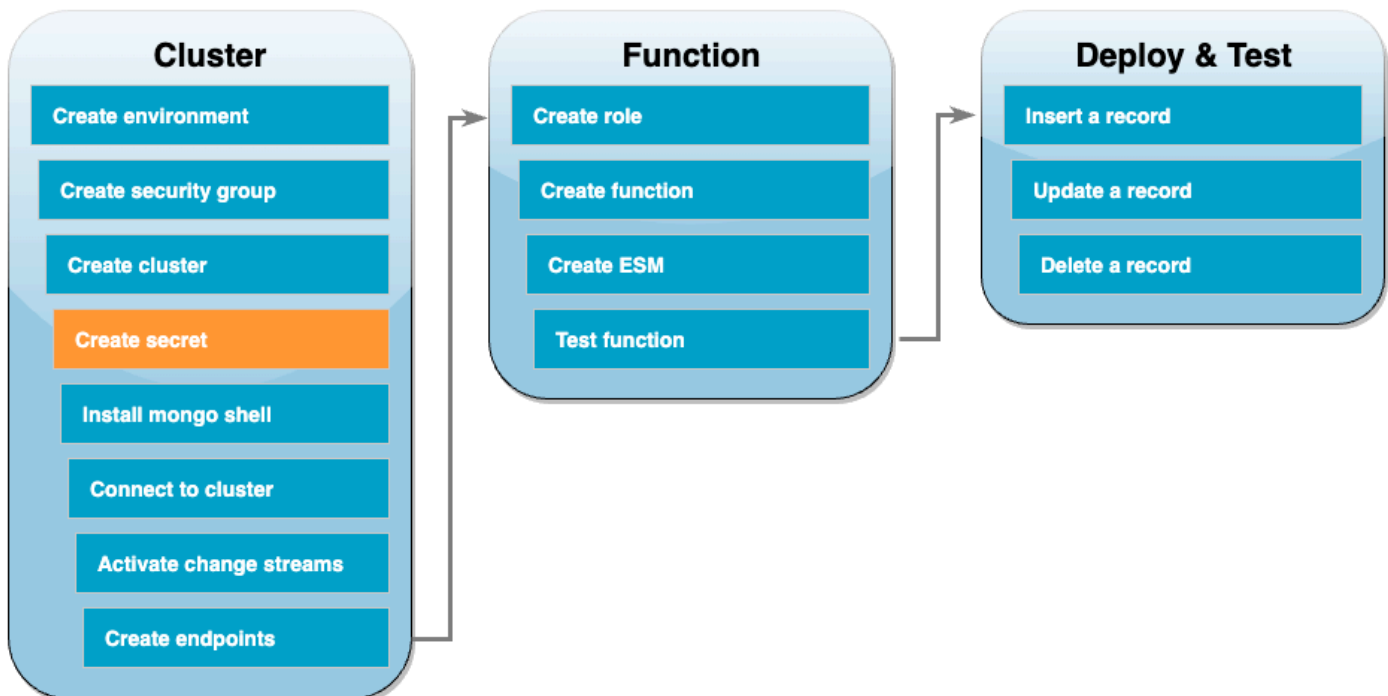 Cluster
Create environment
Create security group
Create cluster
Create secret
Install mongo shell
Connect to cluster
Activate change streams
Create endpoints
Function
Create role
Create function
Create ESM
Test function
Deploy & Test
Insert a record
Update a record
Delete a record